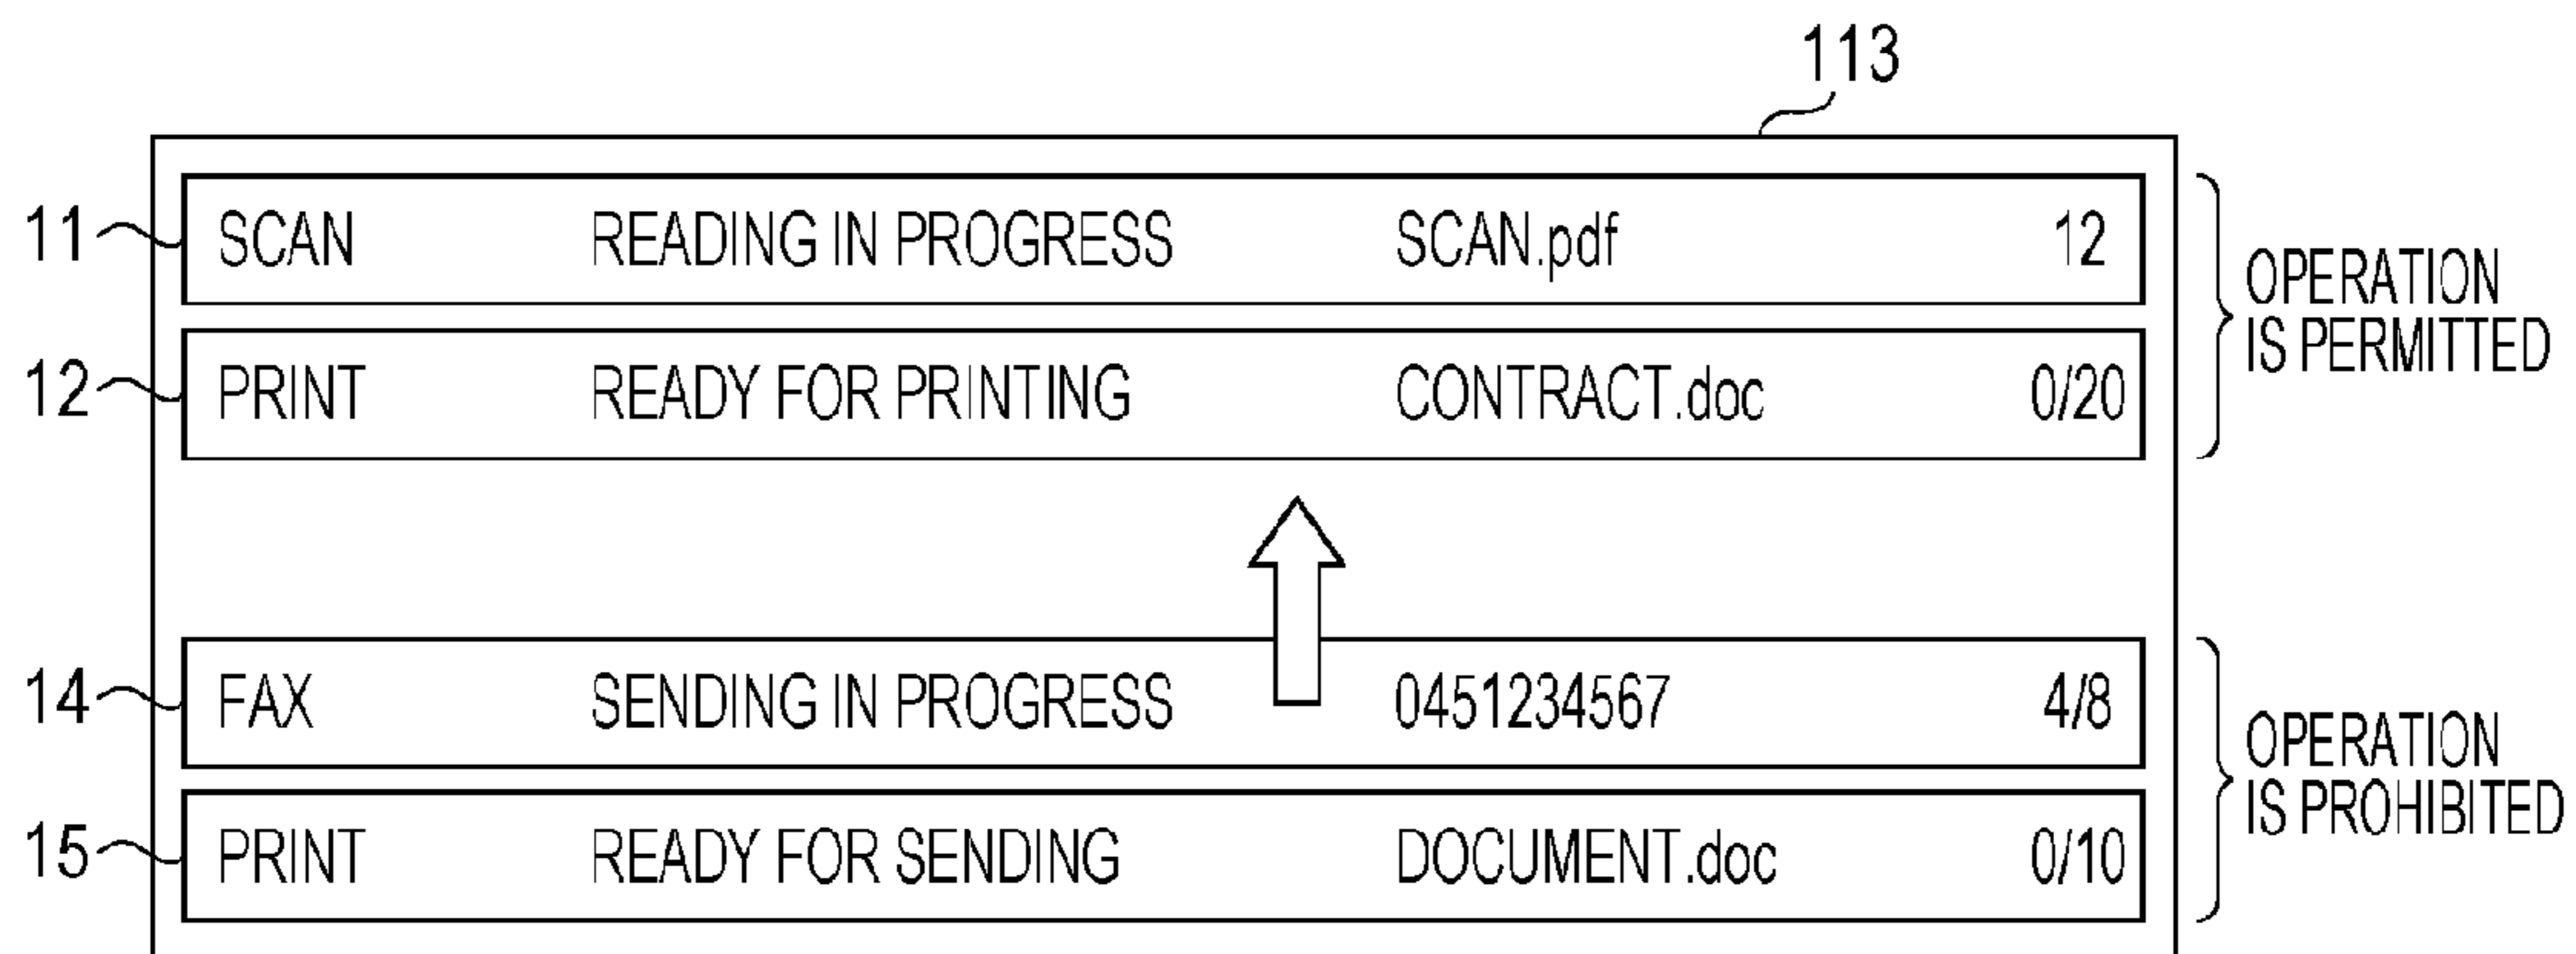 113
11 SCAN READING IN PROGRESS SCAN.pdf 12
OPERATION
IS PERMITTED
12 PRINT READY FOR PRINTING CONTRACT.doc 0/20
14 FAX SENDING IN PROGRESS 0451234567 4/8
OPERATION
IS PROHIBITED
15 PRINT READY FOR SENDING DOCUMENT.doc 0/10